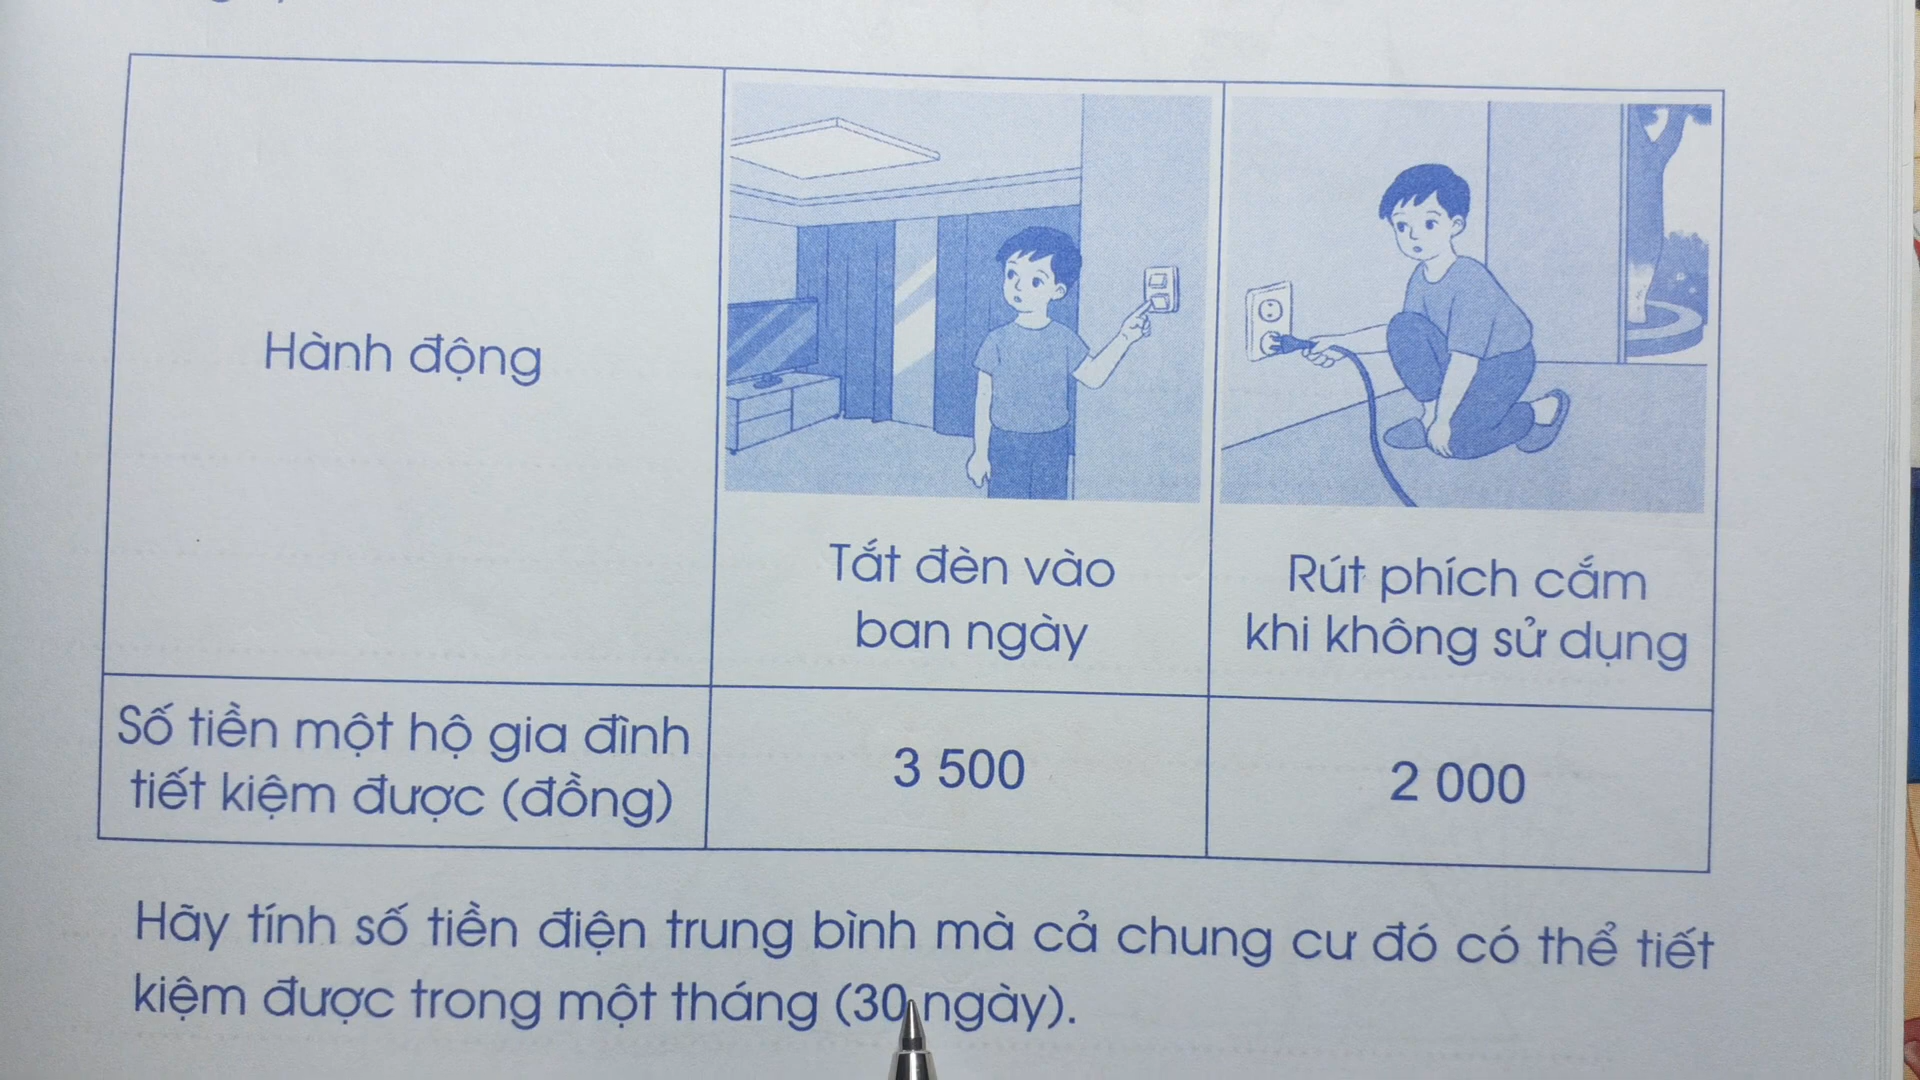 Hành động
Tắt đèn vào
ban ngày
Rút phích cắm
khi không sử dụng
Số tiền một hộ gia đình
tiết kiệm được (đồng)
3 500
2 000
Hãy tính số tiền điện trung bình mà cả chung cư đó có thể tiết
kiệm được trong một tháng (30 ngày).